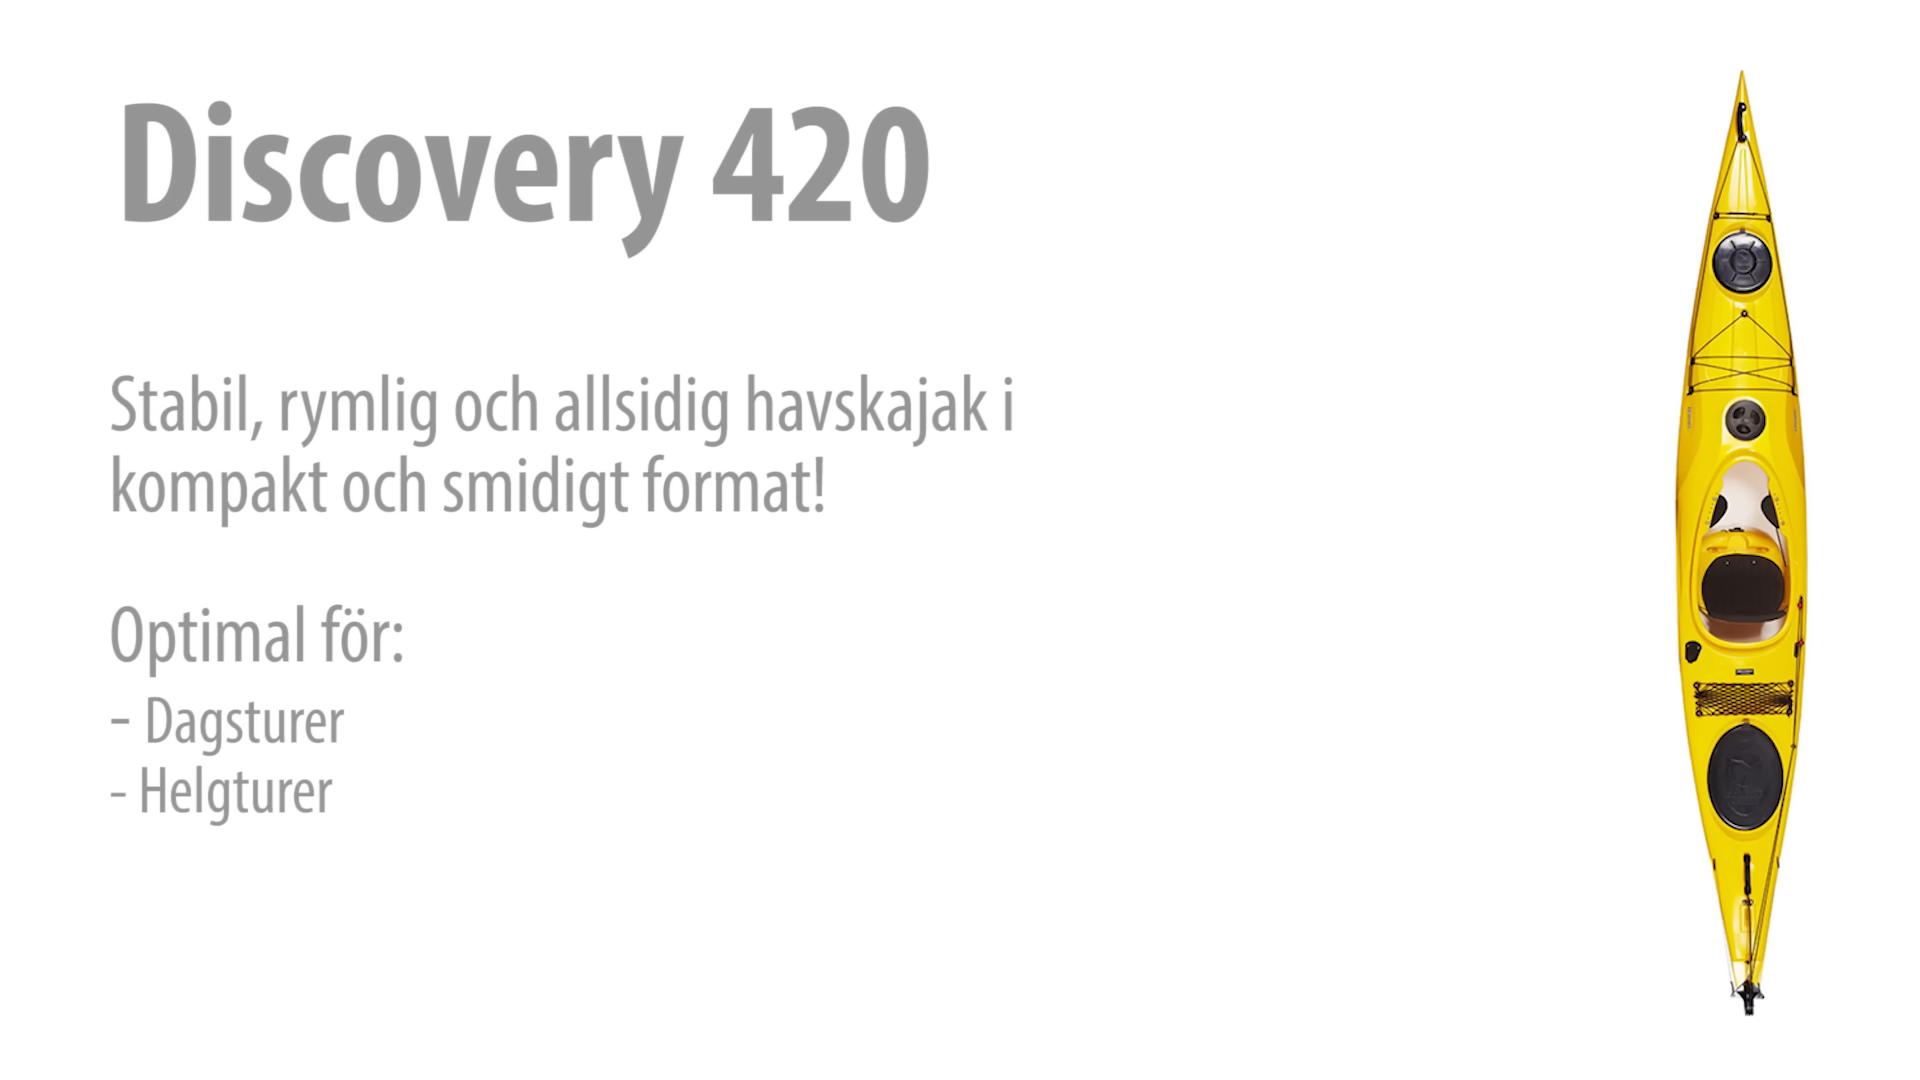 Discovery 420
Stabil, rymlig och allsidig havskajak i
kompakt och smidigt format!
Optimal för:
- Dagsturer
- Helgturer